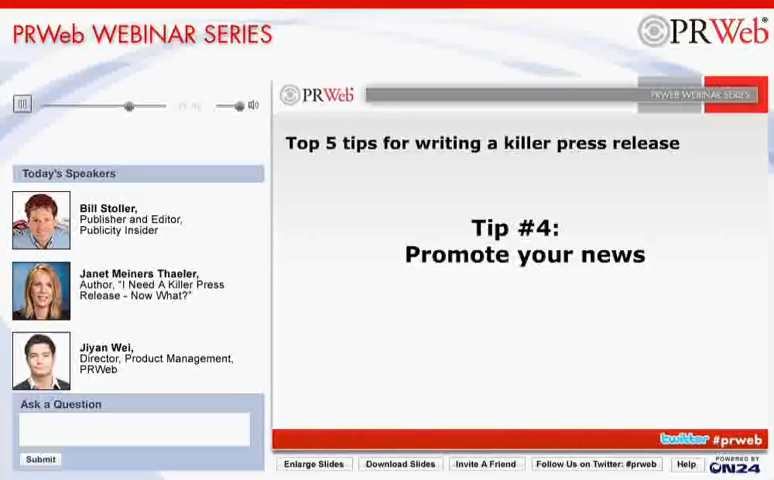 PRWeb WEBINAR SERIES
PRWeb
PRWeb
PRWEB WEBINAR SERIES
Top 5 tips for writing a killer press release
Tip #4:
Promote your news
Today's Speakers
Bill Stoller,
Publisher and Editor,
Publicity Insider
Janet Meiners Thaeler,
Author, "I Need A Killer Press
Release - Now What?"
Jiyan Wei,
Director, Product Management,
PRWeb
Ask a Question
Submit
twitter #prweb
Enlarge Slides
Download Slides
Invite A Friend
Follow Us on Twitter: #prweb
Help
POWERED BY
ON24